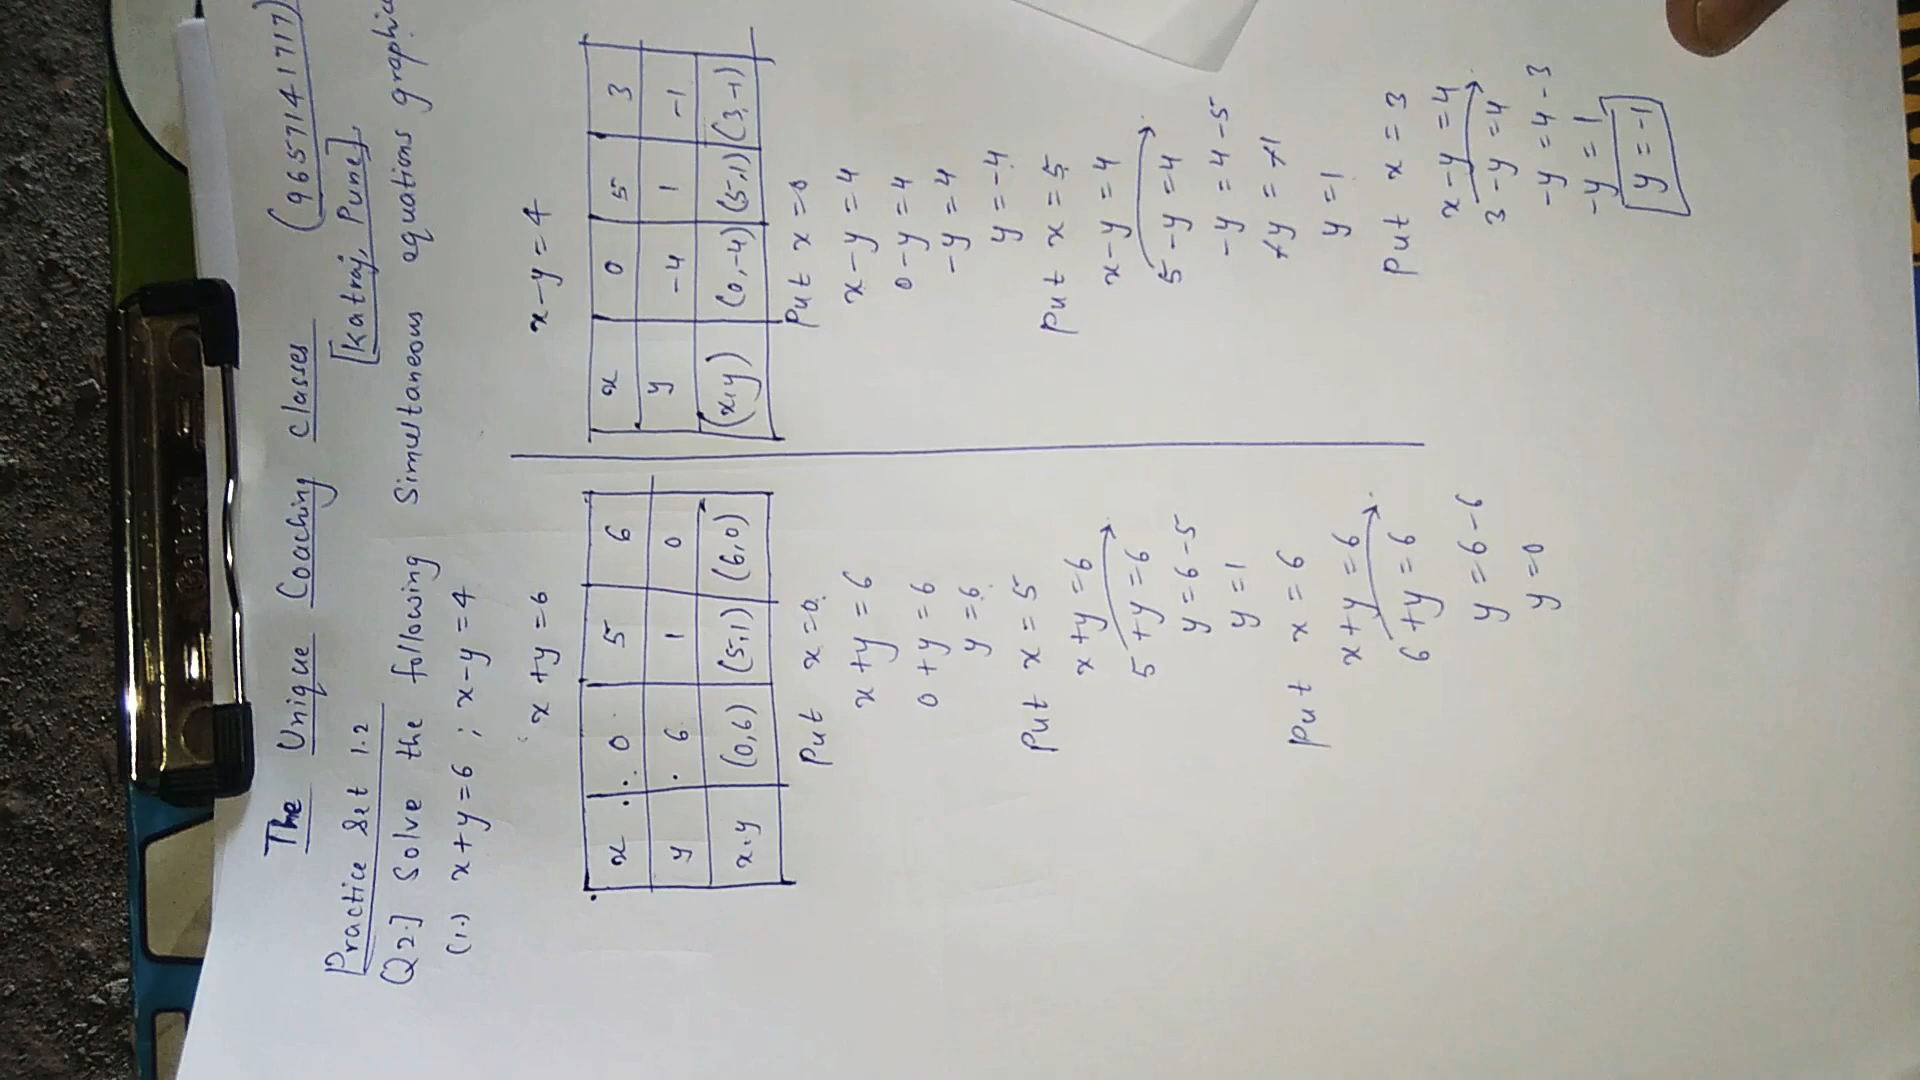 The Unique Coaching Classes (9657141717)
[Katraj, Pune]
Practice Set 1.2
Q2.] Solve the following Simultaneous equations graphic
(1.) x+y=6 ; x-y=4
x+y=6
x 0 5 6
y 6 1 0
x,y (0,6) (5,1) (6,0)
Put x=0
x+y=6
0+y=6
y=6
Put x=5
x+y=6
5+y=6
y=6-5
y=1
Put x=6
x+y=6
6+y=6
y=6-6
y=0
x-y=4
x 0 5 3
y -4 1 -1
(x,y) (0,-4) (5,1) (3,-1)
Put x=0
x-y=4
0-y=4
-y=4
y=-4
Put x=5
x-y=4
5-y=4
-y=4-5
-y=-1
y=1
Put x=3
x-y=4
3-y=4
-y=4-3
-y=1
y=-1